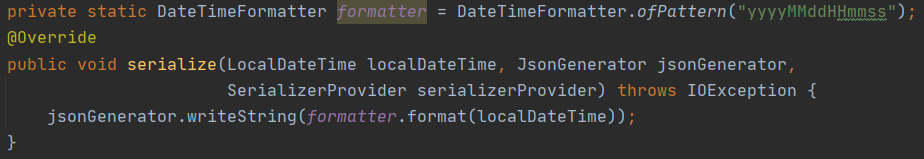 private static DateTimeFormatter formatter = DateTimeFormatter.ofPattern("yyyyMMddHHmmss");
@Override
public void serialize(LocalDateTime localDateTime, JsonGenerator jsonGenerator,
                      SerializerProvider serializerProvider) throws IOException {
    jsonGenerator.writeString(formatter.format(localDateTime));
}